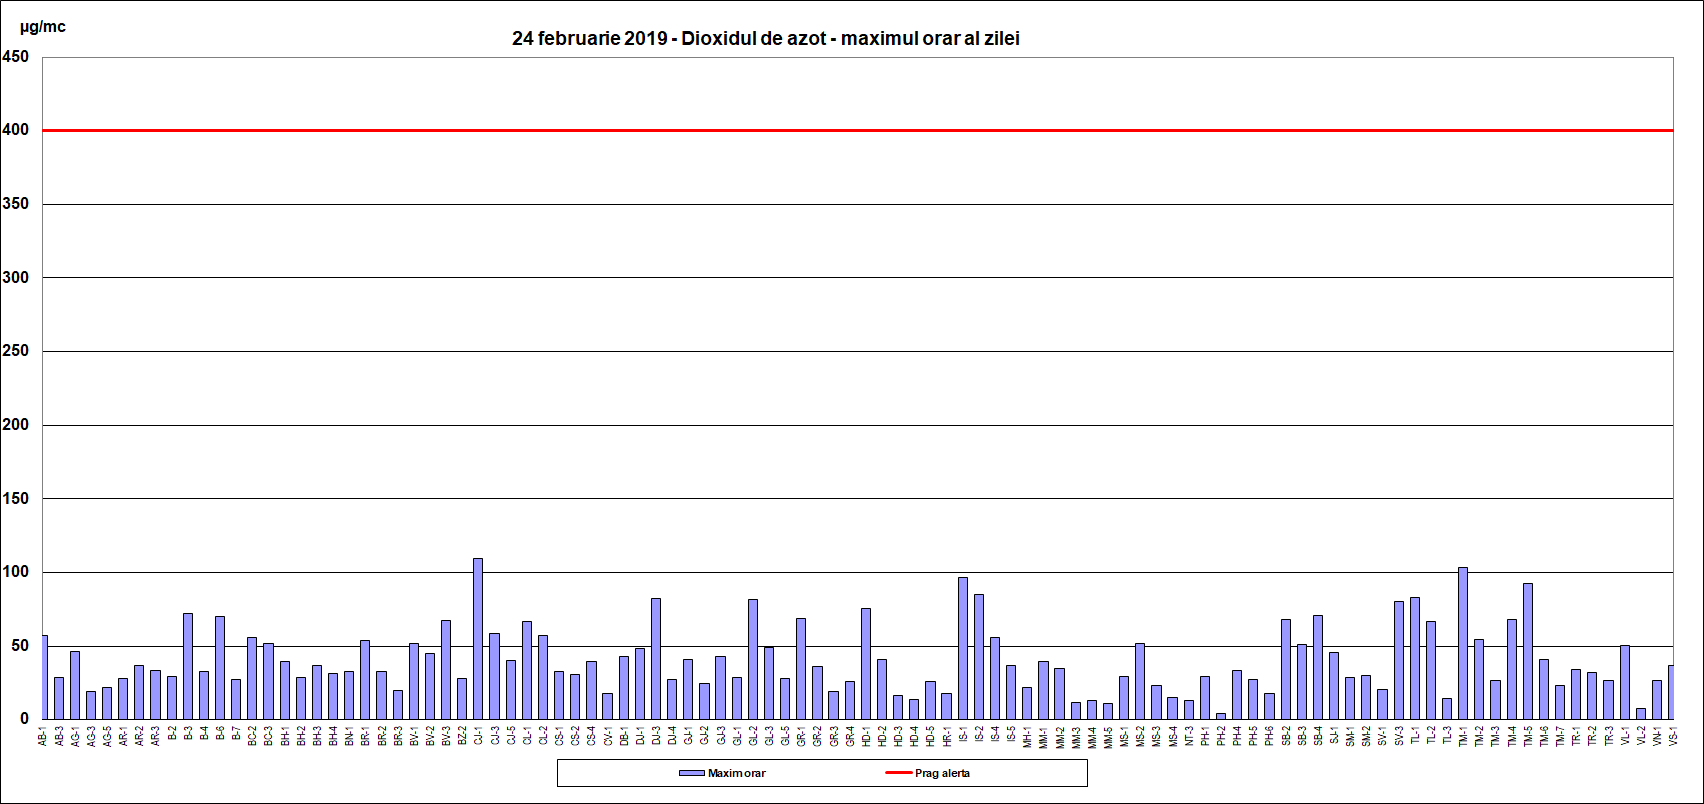 µg/mc
24 februarie 2019 - Dioxidul de azot - maximul orar al zilei
450
400
350
300
250
200
150
100
50
0
AB-1 AB-3 AG-1 AG-3 AG-5 AR-1 AR-2 AR-3 B-2 B-3 B-4 B-6 B-7 BC-2 BC-3 BH-1 BH-2 BH-3 BH-4 BN-1 BR-1 BR-2 BR-3 BV-1 BV-2 BV-3 BZ-2 CJ-1 CJ-3 CJ-5 CL-1 CL-2 CS-1 CS-2 CS-4 CV-1 DB-1 DJ-1 DJ-3 DJ-4 GJ-1 GJ-2 GJ-3 GL-1 GL-2 GL-3 GL-5 GR-1 GR-2 GR-3 GR-4 HD-1 HD-2 HD-3 HD-4 HD-5 HR-1 IS-1 IS-2 IS-4 IS-5 MH-1 MM-1 MM-2 MM-3 MM-4 MM-5 MS-1 MS-2 MS-3 MS-4 NT-3 PH-1 PH-2 PH-4 PH-5 PH-6 SB-2 SB-3 SB-4 SJ-1 SM-1 SM-2 SV-1 SV-3 TL-1 TL-2 TL-3 TM-1 TM-2 TM-3 TM-4 TM-5 TM-6 TM-7 TR-1 TR-2 TR-3 VL-1 VL-2 VN-1 VS-1
Maxim orar Prag alerta